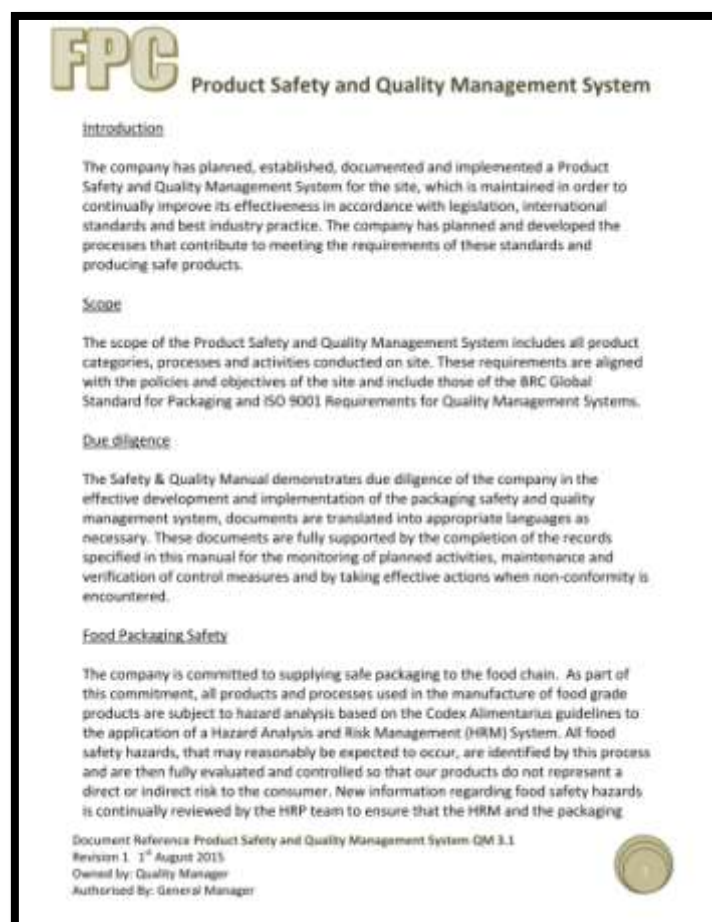 FPC
Product Safety and Quality Management System
Introduction
The company has planned, established, documented and implemented a Product
Safety and Quality Management System for the site, which is maintained in order to
continually improve its effectiveness in accordance with legislation, international
standards and best industry practice. The company has planned and developed the
processes that contribute to meeting the requirements of these standards and
producing safe products.
Scope
The scope of the Product Safety and Quality Management System includes all product
categories, processes and activities conducted on site. These requirements are aligned
with the policies and objectives of the site and include those of the BRC Global
Standard for Packaging and ISO 9001 Requirements for Quality Management Systems.
Due diligence
The Safety & Quality Manual demonstrates due diligence of the company in the
effective development and implementation of the packaging safety and quality
management system, documents are translated into appropriate languages as
necessary. These documents are fully supported by the completion of the records
specified in this manual for the monitoring of planned activities, maintenance and
verification of control measures and by taking effective actions when non-conformity is
encountered.
Food Packaging Safety
The company is committed to supplying safe packaging to the food chain. As part of
this commitment, all products and processes used in the manufacture of food grade
products are subject to hazard analysis based on the Codex Alimentarius guidelines to
the application of a Hazard Analysis and Risk Management (HRM) System. All food
safety hazards, that may reasonably be expected to occur, are identified by this process
and are then fully evaluated and controlled so that our products do not represent a
direct or indirect risk to the consumer. New information regarding food safety hazards
is continually reviewed by the HRP team to ensure that the HRM and the packaging
Document Reference Product Safety and Quality Management System QM 3.1
Revision 1 1st August 2015
Owned by: Quality Manager
Authorised By: General Manager